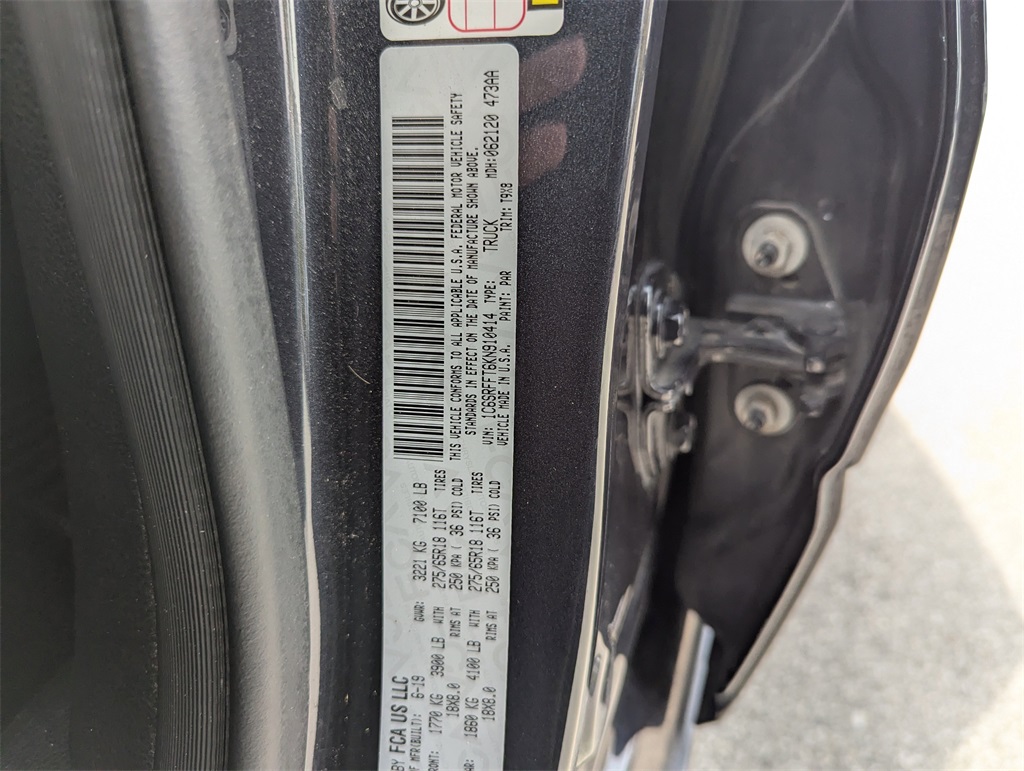 BY FCA US LLC
OF MFR(BUILT): 6-19 GVWR: 3221 KG 7100 LB
FRONT: 1770 KG 3900 LB WITH 275/65R18 116T TIRES
18X8.0 RIMS AT 250 KPA ( 36 PSI) COLD
REAR: 1860 KG 4100 LB WITH 275/65R18 116T TIRES
18X8.0 RIMS AT 250 KPA ( 36 PSI) COLD
THIS VEHICLE CONFORMS TO ALL APPLICABLE U.S.A. FEDERAL MOTOR VEHICLE SAFETY
STANDARDS IN EFFECT ON THE DATE OF MANUFACTURE SHOWN ABOVE.
VIN: 1C6SRFFT6KN910414 TYPE: TRUCK MDH:062120 473AA
VEHICLE MADE IN U.S.A. PAINT: PAR TRIM: T9X8